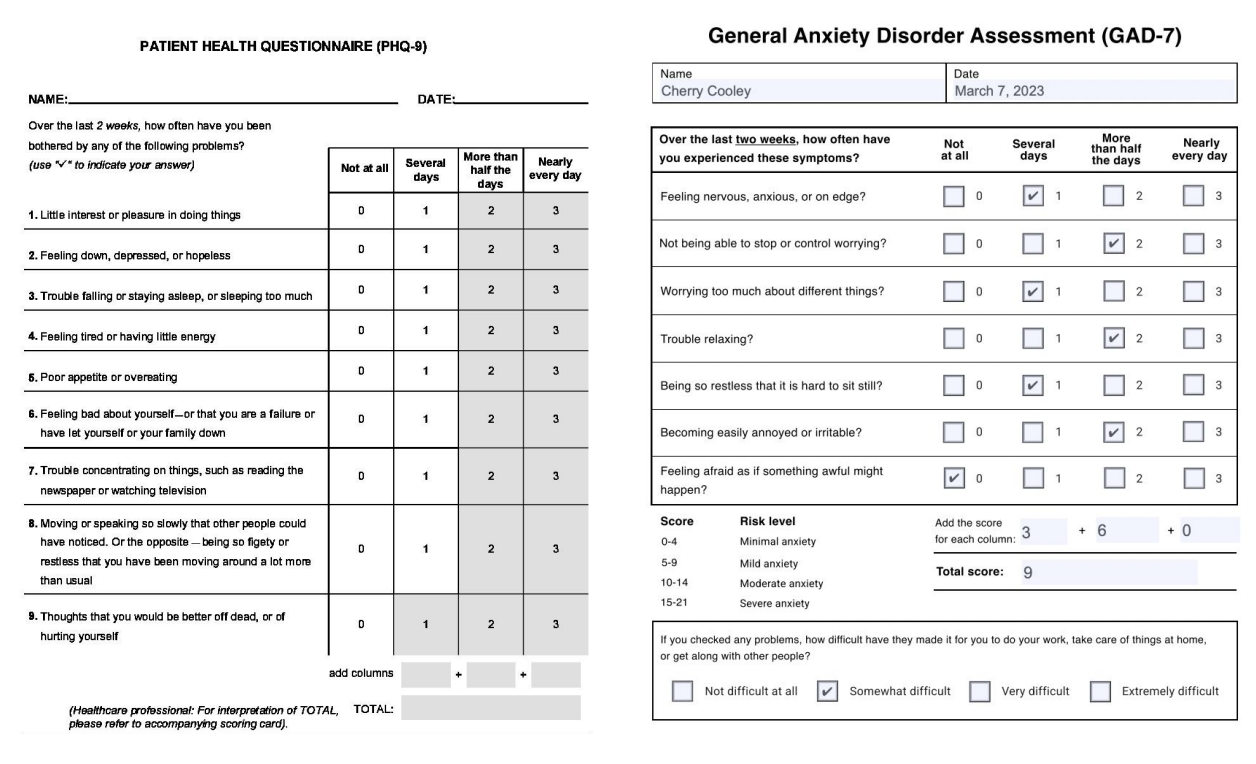 PATIENT HEALTH QUESTIONNAIRE (PHQ-9)
NAME: DATE:
Over the last 2 weeks, how often have you been
bothered by any of the following problems?
(use "✓" to indicate your answer)
Not at all Several days More than half the days Nearly every day
1. Little interest or pleasure in doing things 0 1 2 3
2. Feeling down, depressed, or hopeless 0 1 2 3
3. Trouble falling or staying asleep, or sleeping too much 0 1 2 3
4. Feeling tired or having little energy 0 1 2 3
5. Poor appetite or overeating 0 1 2 3
6. Feeling bad about yourself—or that you are a failure or
have let yourself or your family down 0 1 2 3
7. Trouble concentrating on things, such as reading the
newspaper or watching television 0 1 2 3
8. Moving or speaking so slowly that other people could
have noticed. Or the opposite — being so figety or
restless that you have been moving around a lot more
than usual 0 1 2 3
9. Thoughts that you would be better off dead, or of
hurting yourself 0 1 2 3
add columns + +
(Healthcare professional: For interpretation of TOTAL, TOTAL:
please refer to accompanying scoring card).
General Anxiety Disorder Assessment (GAD-7)
Name Date
Cherry Cooley March 7, 2023
Over the last two weeks, how often have
you experienced these symptoms?
Not at all Several days More than half the days Nearly every day
Feeling nervous, anxious, or on edge? 0 ✔ 1 2 3
Not being able to stop or control worrying? 0 1 ✔ 2 3
Worrying too much about different things? 0 ✔ 1 2 3
Trouble relaxing? 0 1 ✔ 2 3
Being so restless that it is hard to sit still? 0 ✔ 1 2 3
Becoming easily annoyed or irritable? 0 1 ✔ 2 3
Feeling afraid as if something awful might
happen? ✔ 0 1 2 3
Score Risk level
0-4 Minimal anxiety
5-9 Mild anxiety
10-14 Moderate anxiety
15-21 Severe anxiety
Add the score
for each column: 3 + 6 + 0
Total score: 9
If you checked any problems, how difficult have they made it for you to do your work, take care of things at home,
or get along with other people?
Not difficult at all ✔ Somewhat difficult Very difficult Extremely difficult